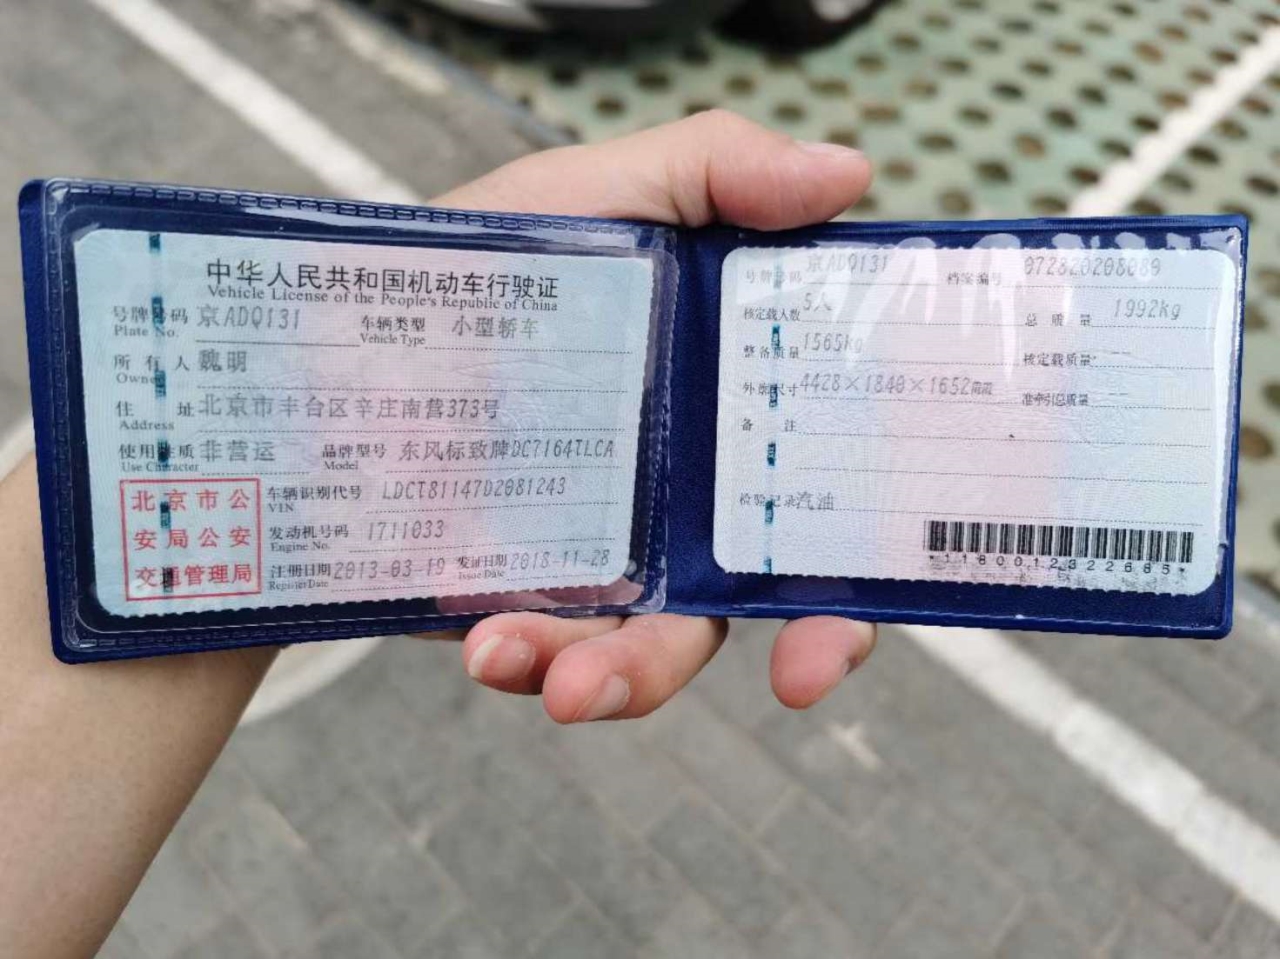 中华人民共和国机动车行驶证
Vehicle License of the People's Republic of China
号牌号码 京ADQ131 车辆类型 小型轿车
Plate No. Vehicle Type
所有人 魏明
Owner
住 址 北京市丰台区辛庄南营373号
Address
使用性质 非营运 品牌型号 东风标致牌DC7164TLCA
Use Character Model
北京市公
安局公安
交通管理局
车辆识别代号 LDCT81147D2081243
VIN
发动机号码 1711033
Engine No.
注册日期 2013-03-19 发证日期 2018-11-28
Register Date Issue Date
号牌号码 京ADQ131 档案编号 072820208089
核定载人数 5人 总质量 1992kg
整备质量 1565kg 核定载质量 --
外廓尺寸 4428×1840×1652mm 准牵引总质量
备 注
检验记录 汽油
*1180012322685*